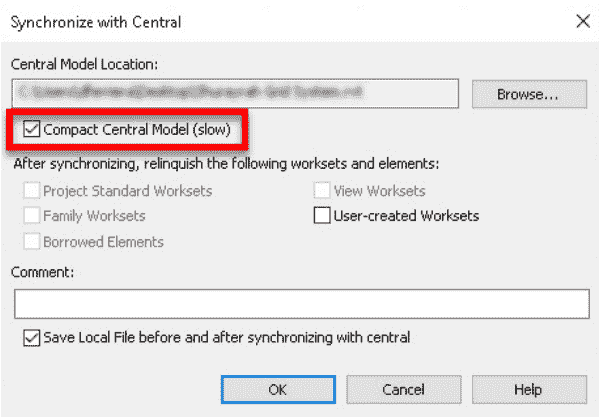 Synchronize with Central
Central Model Location:
Browse...
Compact Central Model (slow)
After synchronizing, relinquish the following worksets and elements:
Project Standard Worksets
View Worksets
Family Worksets
User-created Worksets
Borrowed Elements
Comment:
Save Local File before and after synchronizing with central
OK
Cancel
Help